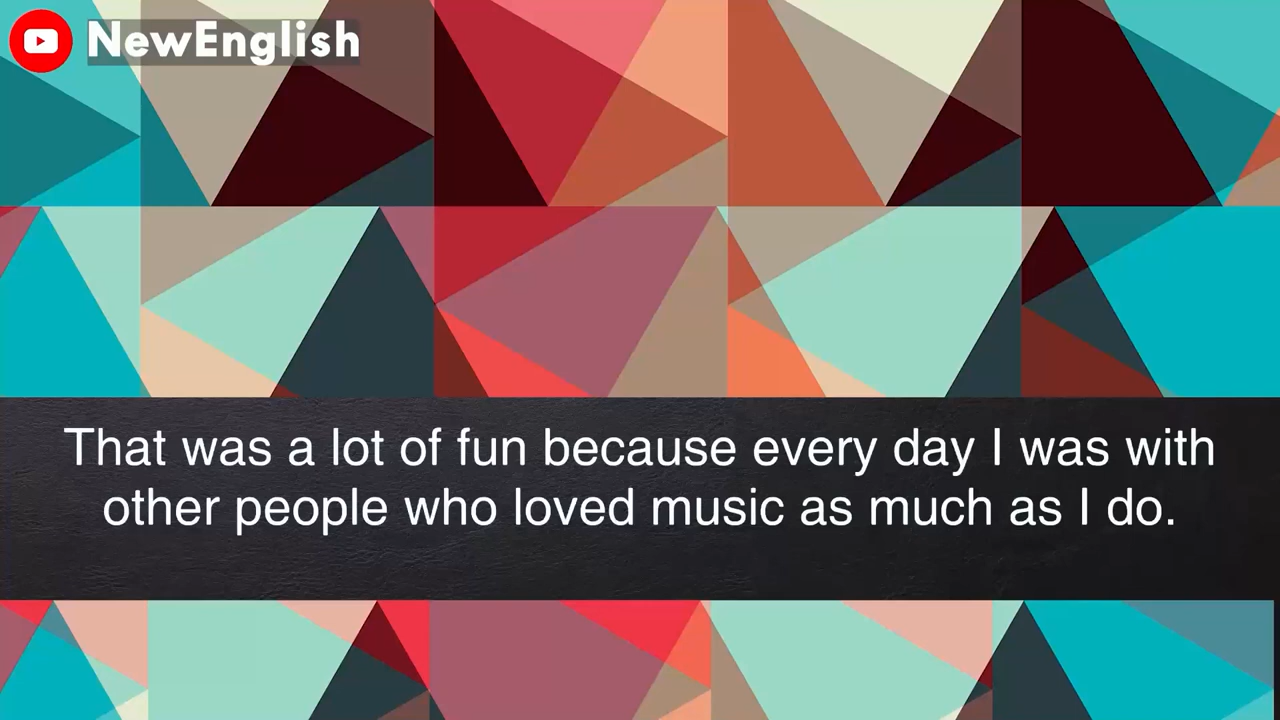 NewEnglish
That was a lot of fun because every day I was with
other people who loved music as much as I do.